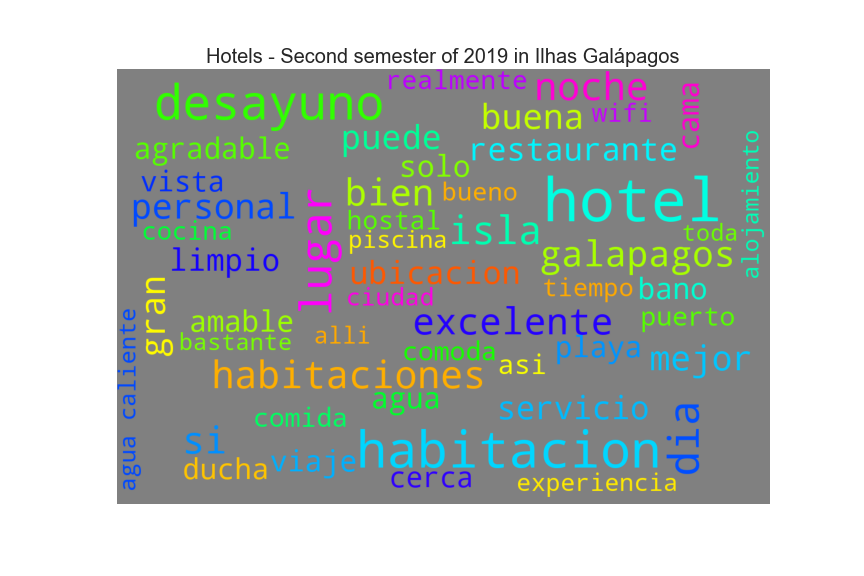 Hotels - Second semester of 2019 in Ilhas Galápagos
realmente
noche
cama
desayuno
buena
wifi
puede
agradable
restaurante
solo
alojamiento
vista
bien
bueno
hotel
personal
lugar
hostal
isla
toda
cocina
piscina
limpio
galapagos
ubicacion
tiempo
bano
gran
ciudad
agua caliente
amable
excelente
puerto
bastante
alli
comoda
asi
playa
mejor
habitaciones
agua
servicio
dia
comida
si
habitacion
ducha
viaje
cerca
experiencia